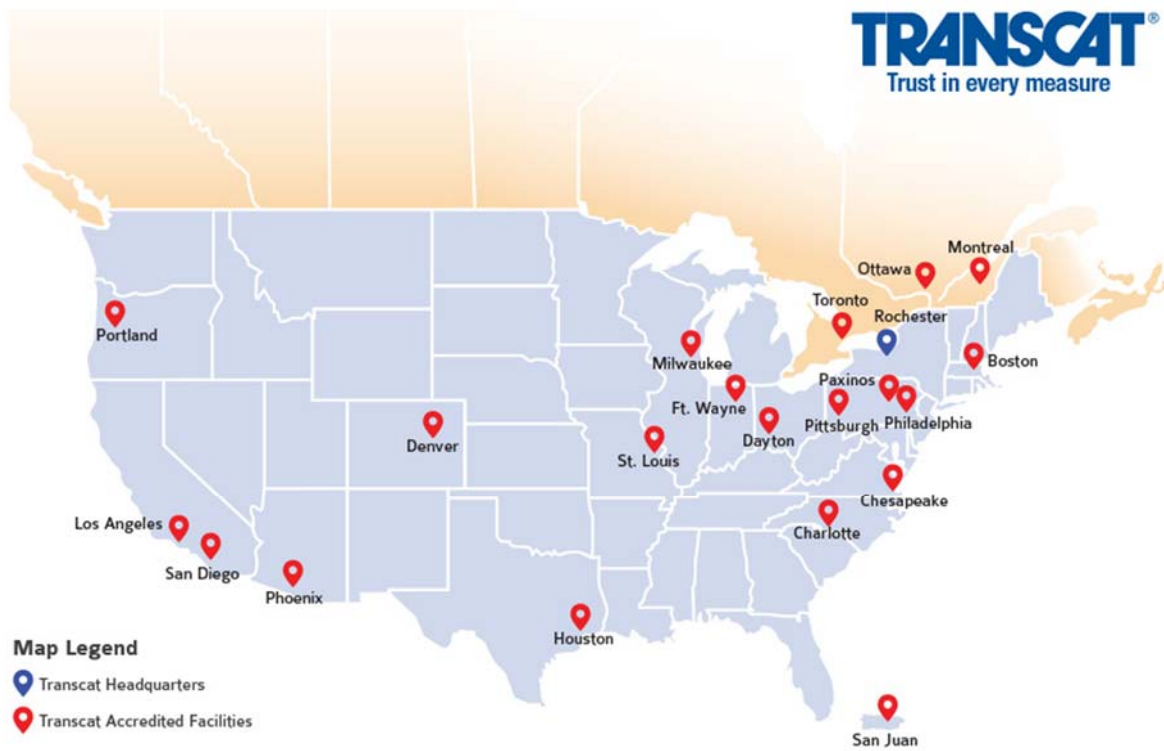 TRANSCAT®
Trust in every measure
Montreal
Ottawa
Toronto
Rochester
Portland
Milwaukee
Boston
Paxinos
Ft. Wayne
Pittsburgh
Philadelphia
Denver
Dayton
St. Louis
Chesapeake
Los Angeles
Charlotte
San Diego
Phoenix
Houston
Map Legend
Transcat Headquarters
Transcat Accredited Facilities
San Juan